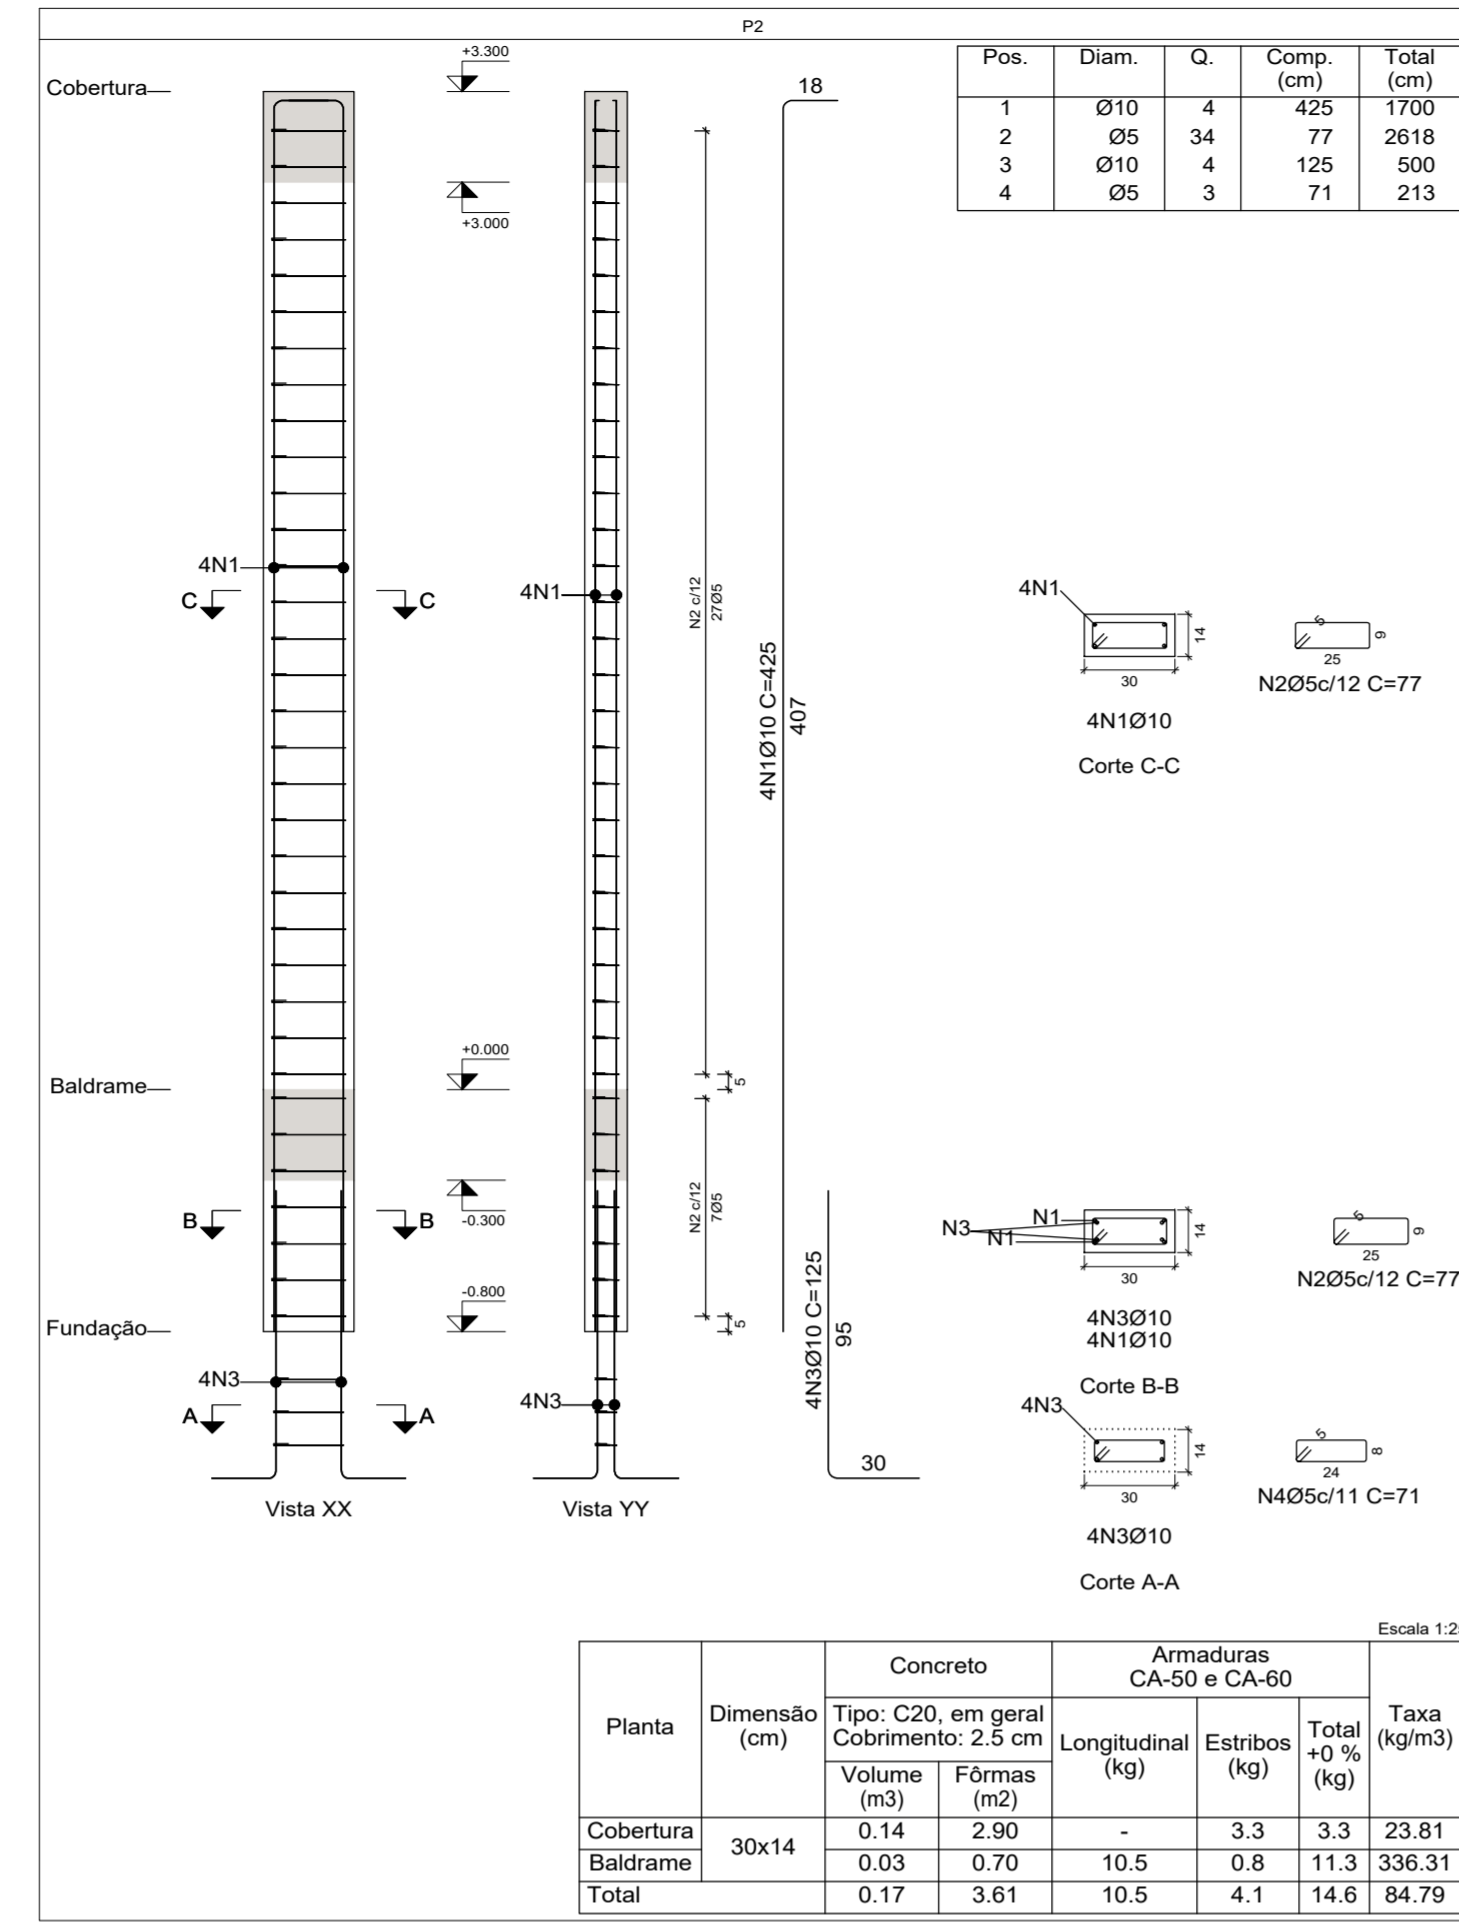 P2
Pos. Diam. Q. Comp. (cm) Total (cm)
1 Ø10 4 425 1700
2 Ø5 34 77 2618
3 Ø10 4 125 500
4 Ø5 3 71 213
Cobertura
+3.300
+3.000
18
4N1
C C
4N1
N2 c/12
27Ø5
4N1Ø10 C=425
407
4N1
14
30
4N1Ø10
Corte C-C
5
9
25
N2Ø5c/12 C=77
Baldrame
+0.000
5
-0.300
B B
N2 c/12
7Ø5
N1
N3
N1
14
30
4N3Ø10
4N1Ø10
Corte B-B
5
9
25
N2Ø5c/12 C=77
Fundação
-0.800
5
4N3Ø10 C=125
95
30
4N3
A A
4N3
Vista XX
Vista YY
4N3
14
30
4N3Ø10
Corte A-A
5
8
24
N4Ø5c/11 C=71
Planta
Dimensão
(cm)
Concreto
Tipo: C20, em geral
Cobrimento: 2.5 cm
Volume
(m3)
Fôrmas
(m2)
Armaduras
CA-50 e CA-60
Longitudinal
(kg)
Estribos
(kg)
Total
+0 %
(kg)
Taxa
(kg/m3)
Cobertura 30x14 0.14 2.90 - 3.3 3.3 23.81
Baldrame 0.03 0.70 10.5 0.8 11.3 336.31
Total 0.17 3.61 10.5 4.1 14.6 84.79
Escala